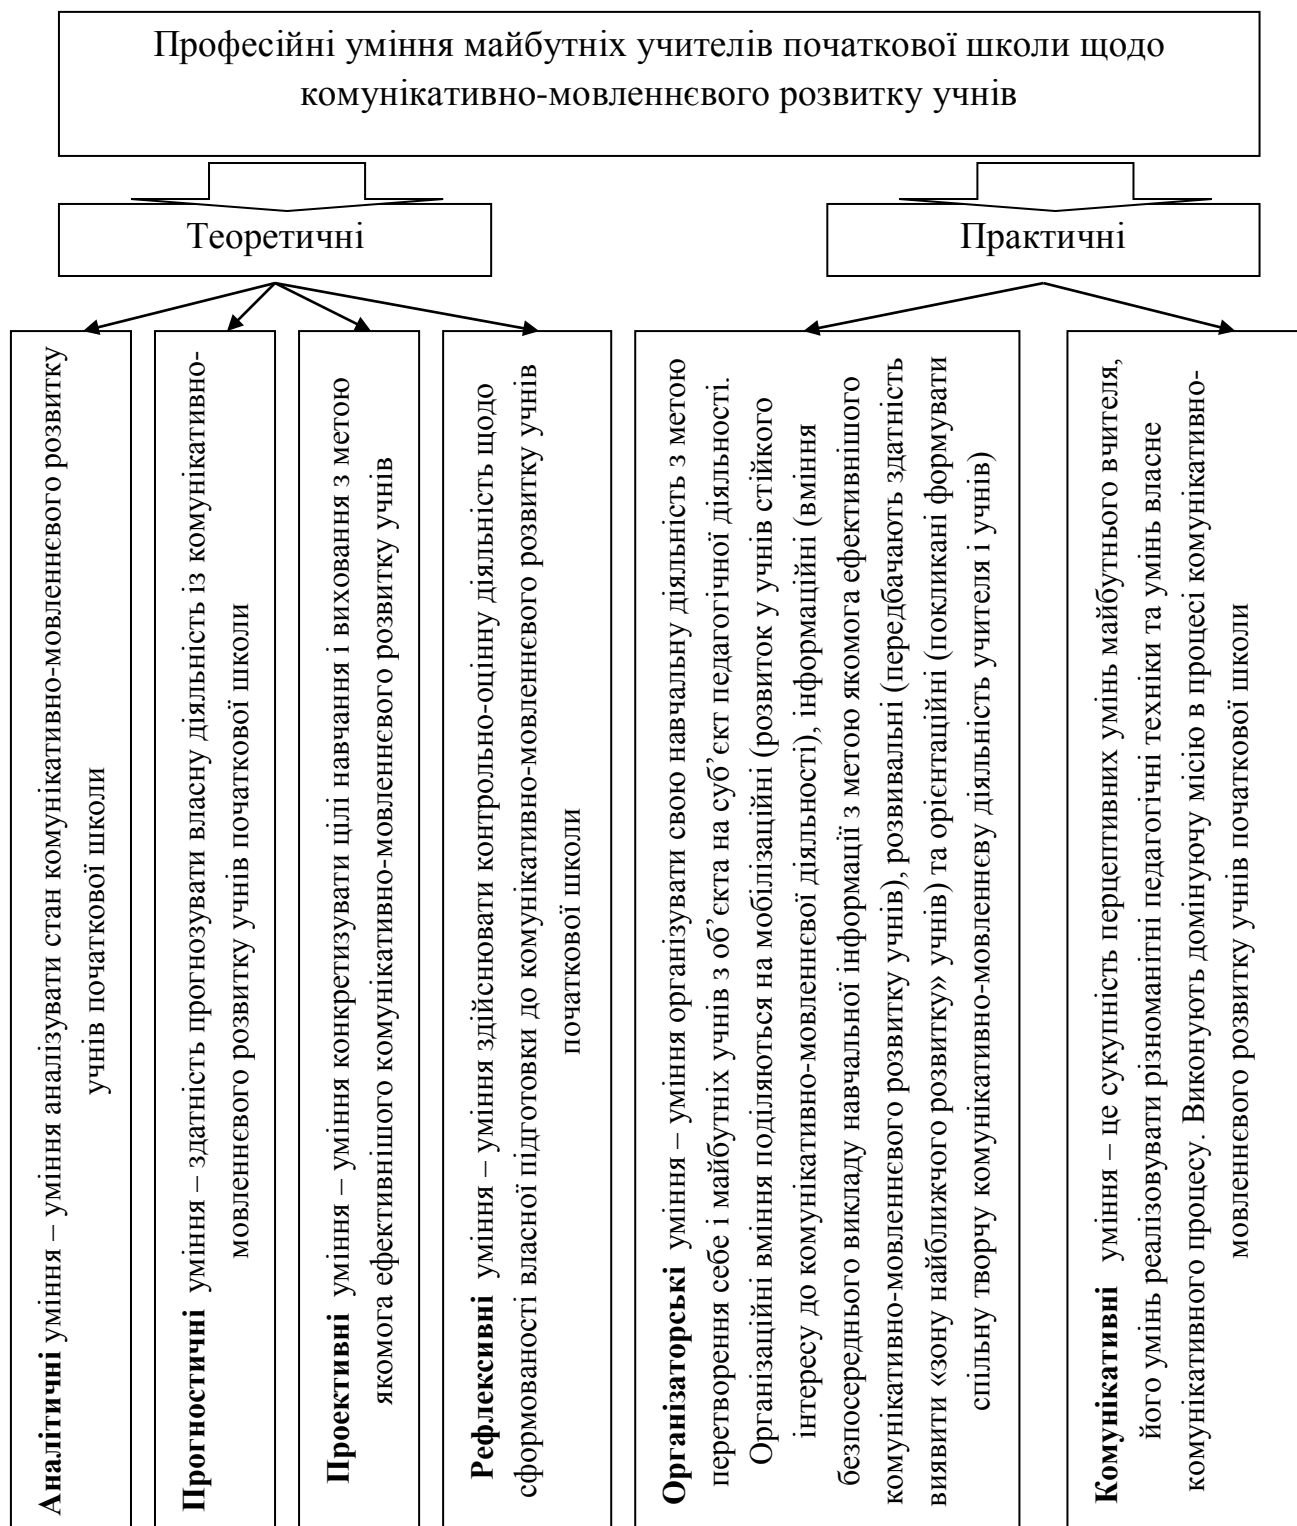 Професійні уміння майбутніх учителів початкової школи щодо
комунікативно-мовленнєвого розвитку учнів
Теоретичні
Практичні
Аналітичні уміння – уміння аналізувати стан комунікативно-мовленнєвого розвитку
учнів початкової школи
Прогностичні уміння – здатність прогнозувати власну діяльність із комунікативно-
мовленнєвого розвитку учнів початкової школи
Проективні уміння – уміння конкретизувати цілі навчання і виховання з метою
якомога ефективнішого комунікативно-мовленнєвого розвитку учнів
Рефлексивні уміння – уміння здійснювати контрольно-оцінну діяльність щодо
сформованості власної підготовки до комунікативно-мовленнєвого розвитку учнів
початкової школи
Організаторські уміння – уміння організувати свою навчальну діяльність з метою
перетворення себе і майбутніх учнів з об’єкта на суб’єкт педагогічної діяльності.
Організаційні вміння поділяються на мобілізаційні (розвиток у учнів стійкого
інтересу до комунікативно-мовленнєвої діяльності), інформаційні (вміння
безпосереднього викладу навчальної інформації з метою якомога ефективнішого
комунікативно-мовленнєвого розвитку учнів), розвивальні (передбачають здатність
виявити «зону найближчого розвитку» учнів) та орієнтаційні (покликані формувати
спільну творчу комунікативно-мовленнєву діяльність учителя і учнів)
Комунікативні уміння – це сукупність перцептивних умінь майбутнього вчителя,
його умінь реалізовувати різноманітні педагогічні техніки та умінь власне
комунікативного процесу. Виконують домінуючу місію в процесі комунікативно-
мовленнєвого розвитку учнів початкової школи